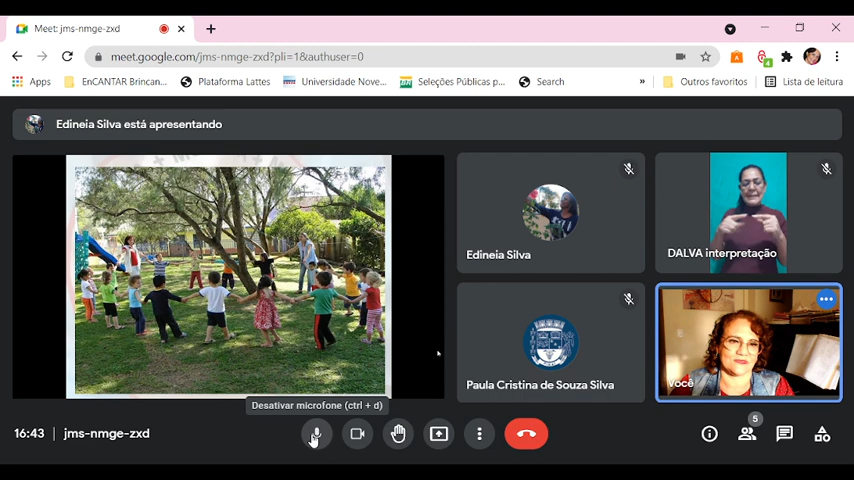 Meet: jms-nmge-zxd
meet.google.com/jms-nmge-zxd?pli=1&authuser=0
Apps EnCANTAR Brincan... Plataforma Lattes Universidade Nove... Seleções Públicas p... Search » Outros favoritos Lista de leitura
Edineia Silva está apresentando
Edineia Silva
DALVA interpretação
Paula Cristina de Souza Silva
Você
Desativar microfone (ctrl + d)
16:43 | jms-nmge-zxd
5
4